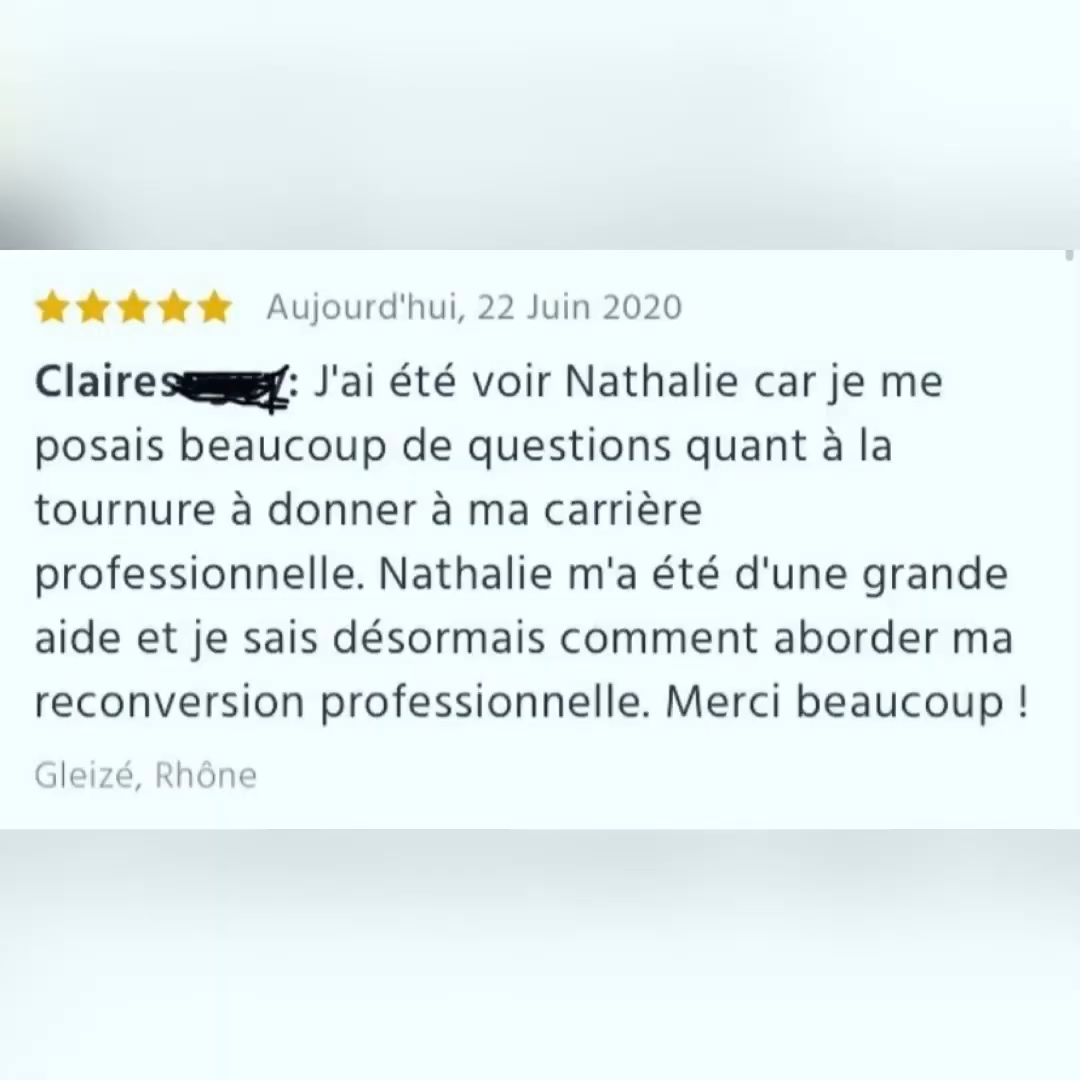 Aujourd'hui, 22 Juin 2020
Claires : J'ai été voir Nathalie car je me
posais beaucoup de questions quant à la
tournure à donner à ma carrière
professionnelle. Nathalie m'a été d'une grande
aide et je sais désormais comment aborder ma
reconversion professionnelle. Merci beaucoup !
Gleizé, Rhône